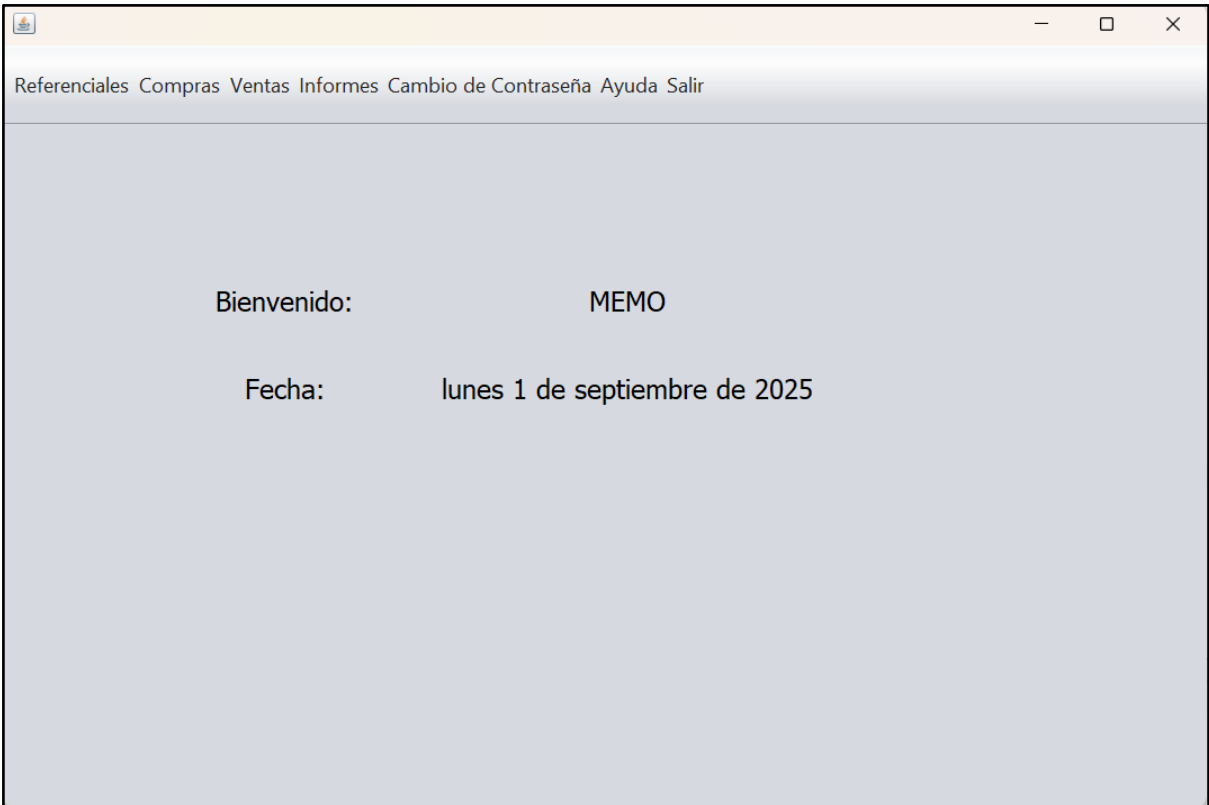 Referenciales Compras Ventas Informes Cambio de Contraseña Ayuda Salir
Bienvenido: MEMO
Fecha: lunes 1 de septiembre de 2025